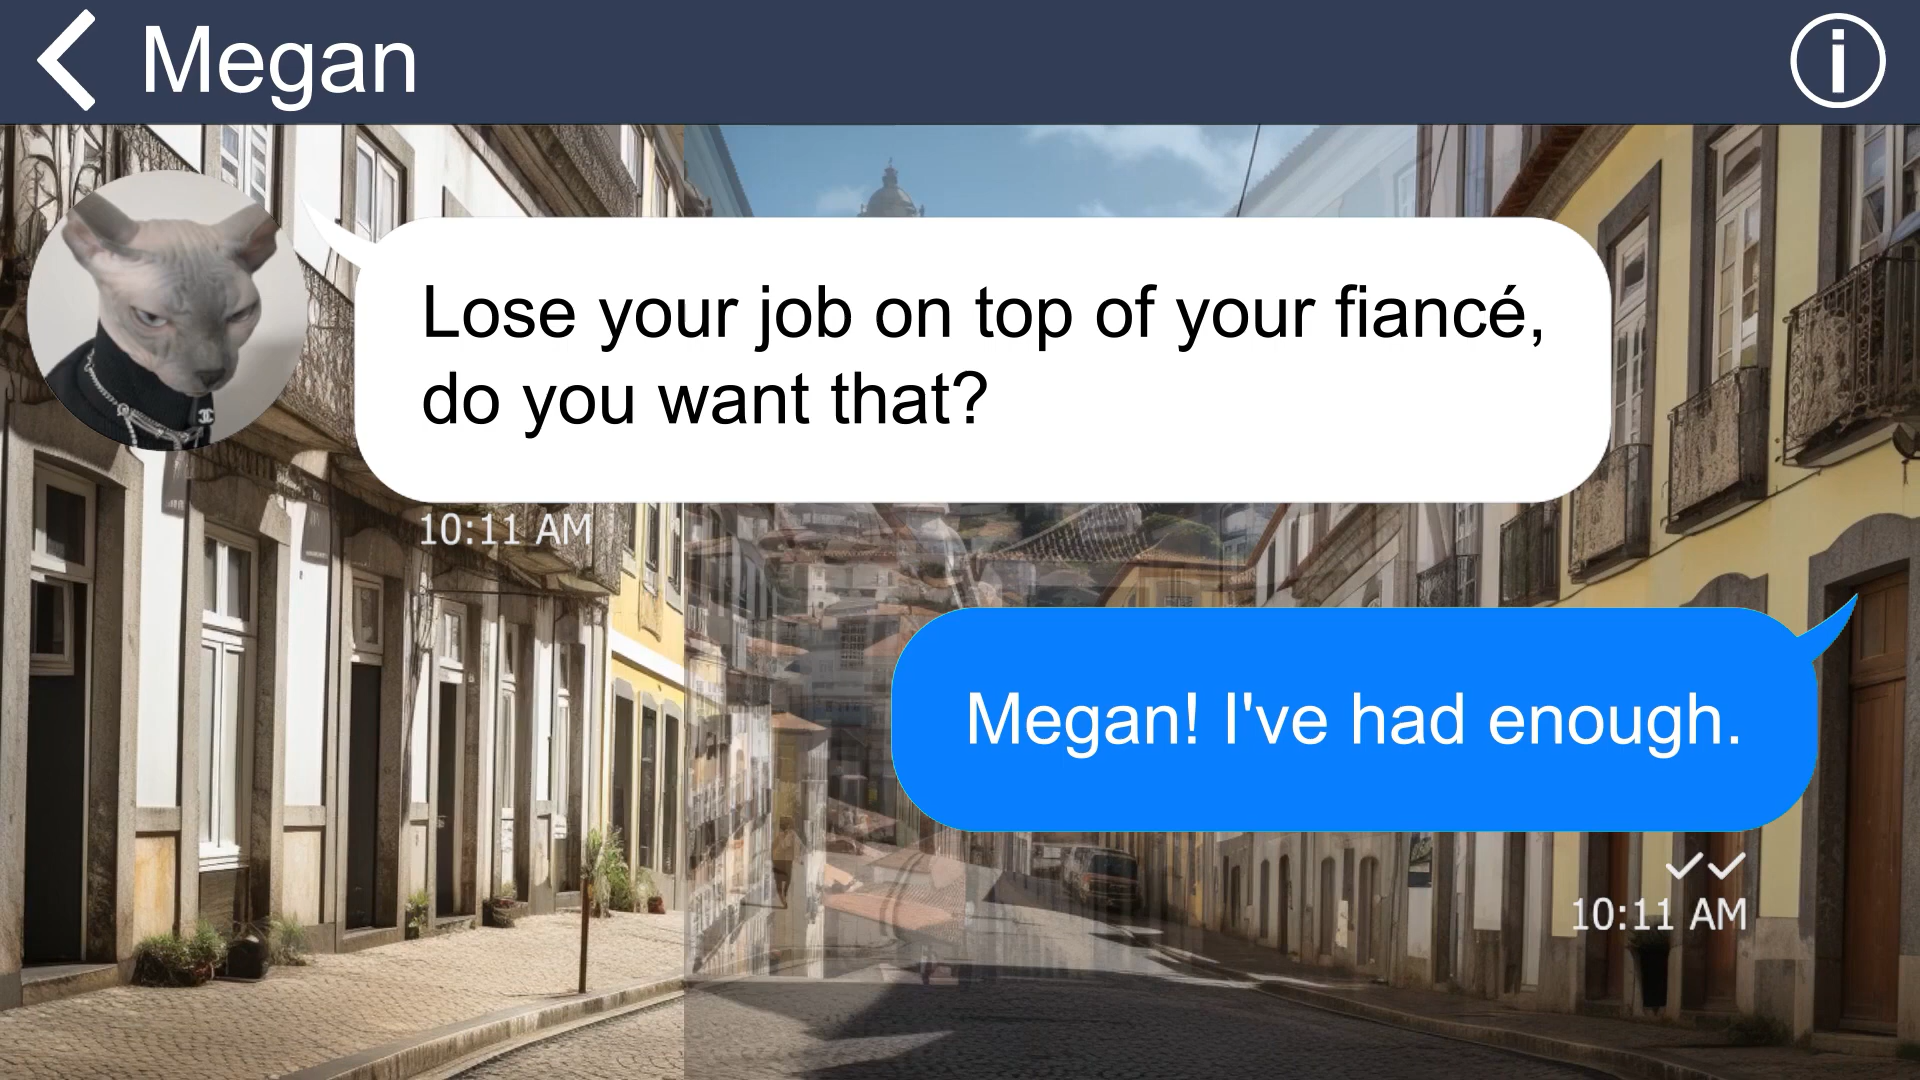 Megan
Lose your job on top of your fiancé,
do you want that?
10:11 AM
Megan! I've had enough.
10:11 AM